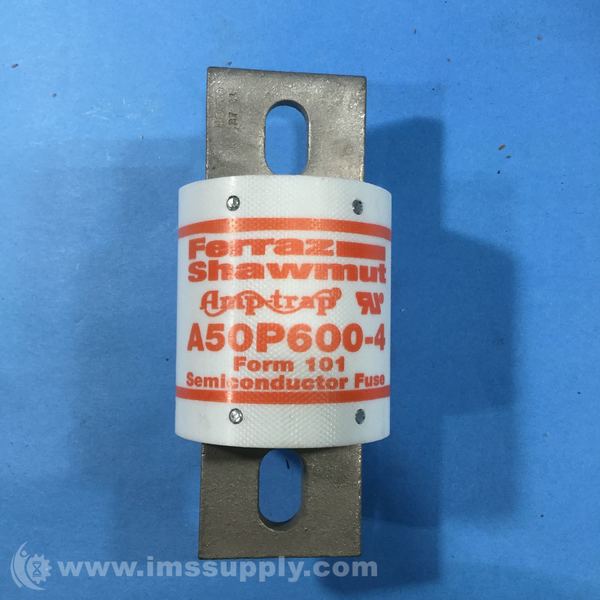 Ferraz
Shawmut
Amp-trap®
A50P600-4
Form 101
Semiconductor Fuse
www.imssupply.com